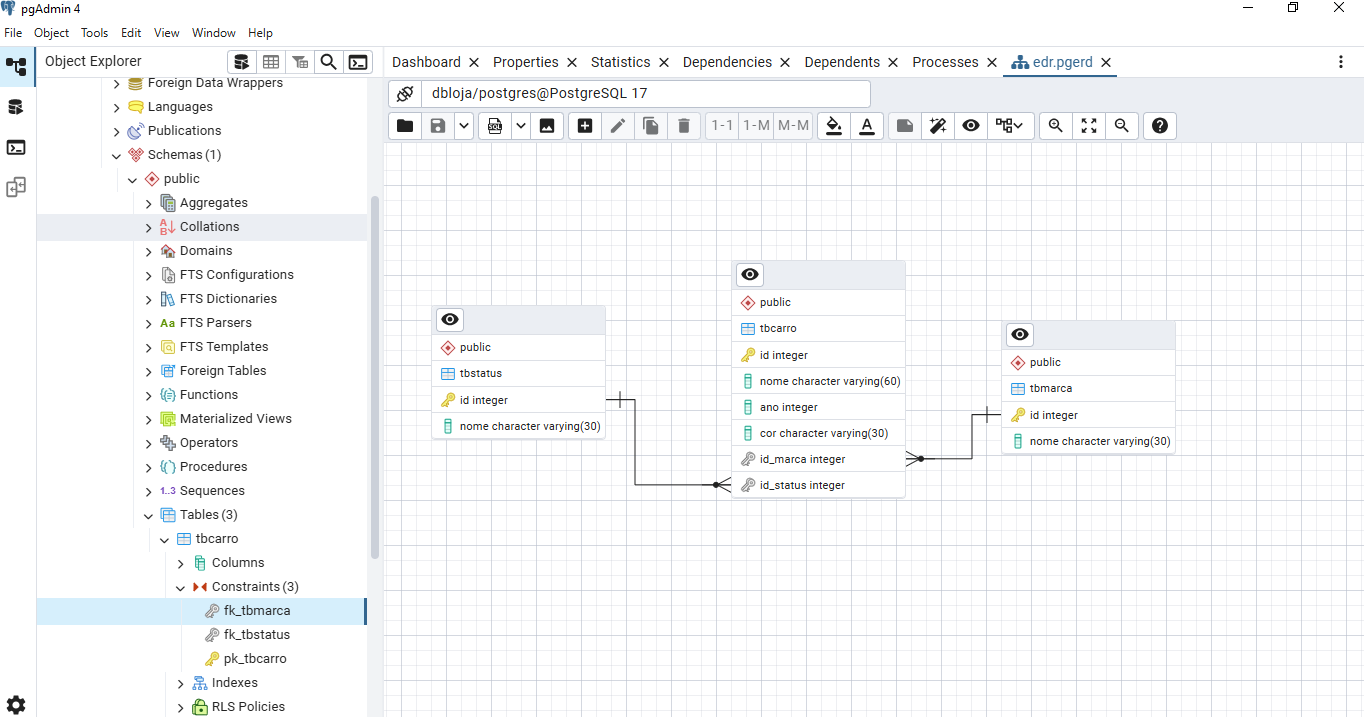 pgAdmin 4
File Object Tools Edit View Window Help
Object Explorer
Foreign Data Wrappers
Languages
Publications
Schemas (1)
public
Aggregates
Collations
Domains
FTS Configurations
FTS Dictionaries
Aa FTS Parsers
FTS Templates
Foreign Tables
Functions
Materialized Views
Operators
Procedures
1..3 Sequences
Tables (3)
tbcarro
Columns
Constraints (3)
fk_tbmarca
fk_tbstatus
pk_tbcarro
Indexes
RLS Policies
Dashboard Properties Statistics Dependencies Dependents Processes edr.pgerd
dbloja/postgres@PostgreSQL 17
SQL 1-1 1-M M-M A
public
tbstatus
id integer
nome character varying(30)
public
tbcarro
id integer
nome character varying(60)
ano integer
cor character varying(30)
id_marca integer
id_status integer
public
tbmarca
id integer
nome character varying(30)